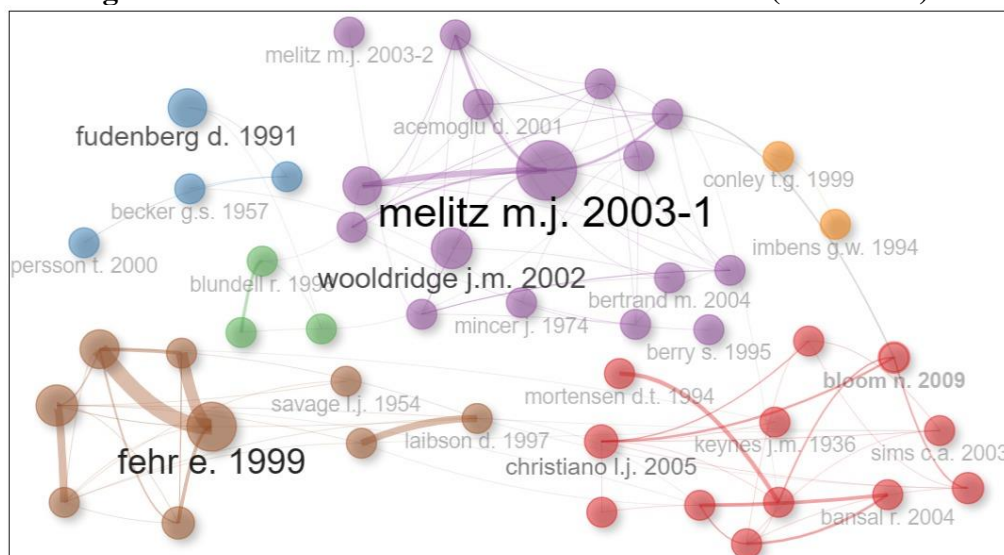 melitz m.j. 2003-2
acemoglu d. 2001
fudenberg d. 1991
conley t.g. 1999
becker g.s. 1957
melitz m.j. 2003-1
imbens g.w. 1994
persson t. 2000
wooldridge j.m. 2002
bertrand m. 2004
mincer j. 1974
berry s. 1995
bloom n. 2009
mortensen d.t. 1994
savage l.j. 1954
laibson d. 1997
keynes j.m. 1936
sims c.a. 2003
fehr e. 1999
christiano l.j. 2005
bansal r. 2004